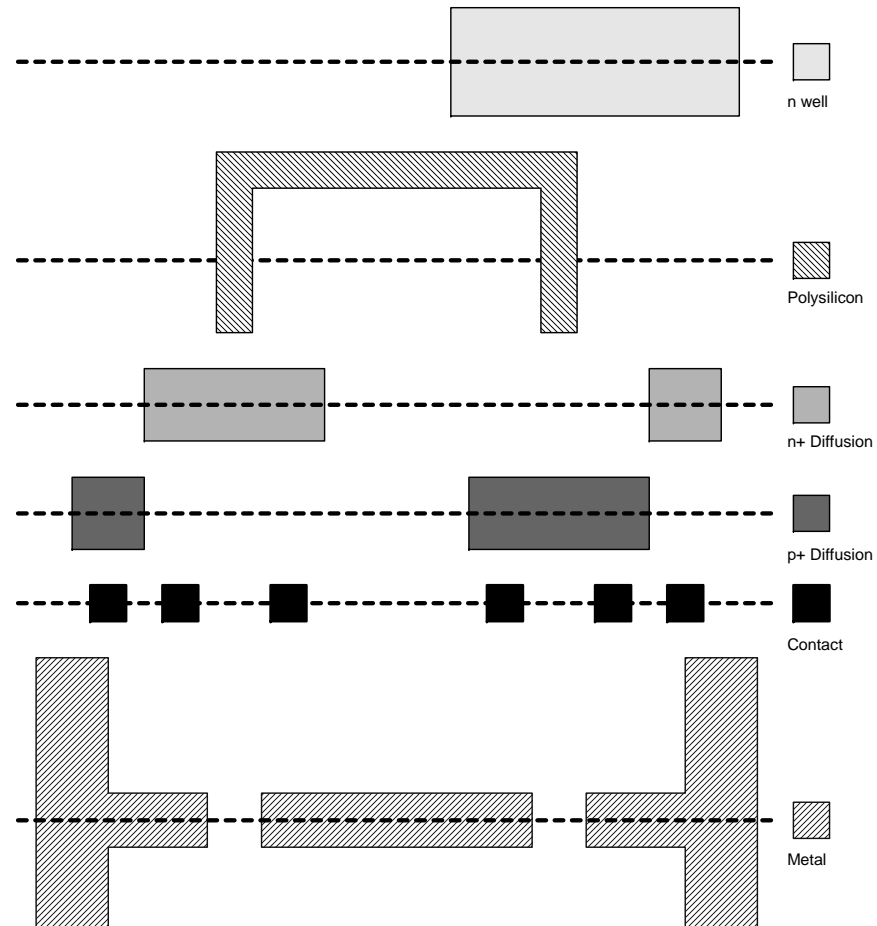 n well
Polysilicon
n+ Diffusion
p+ Diffusion
Contact
Metal